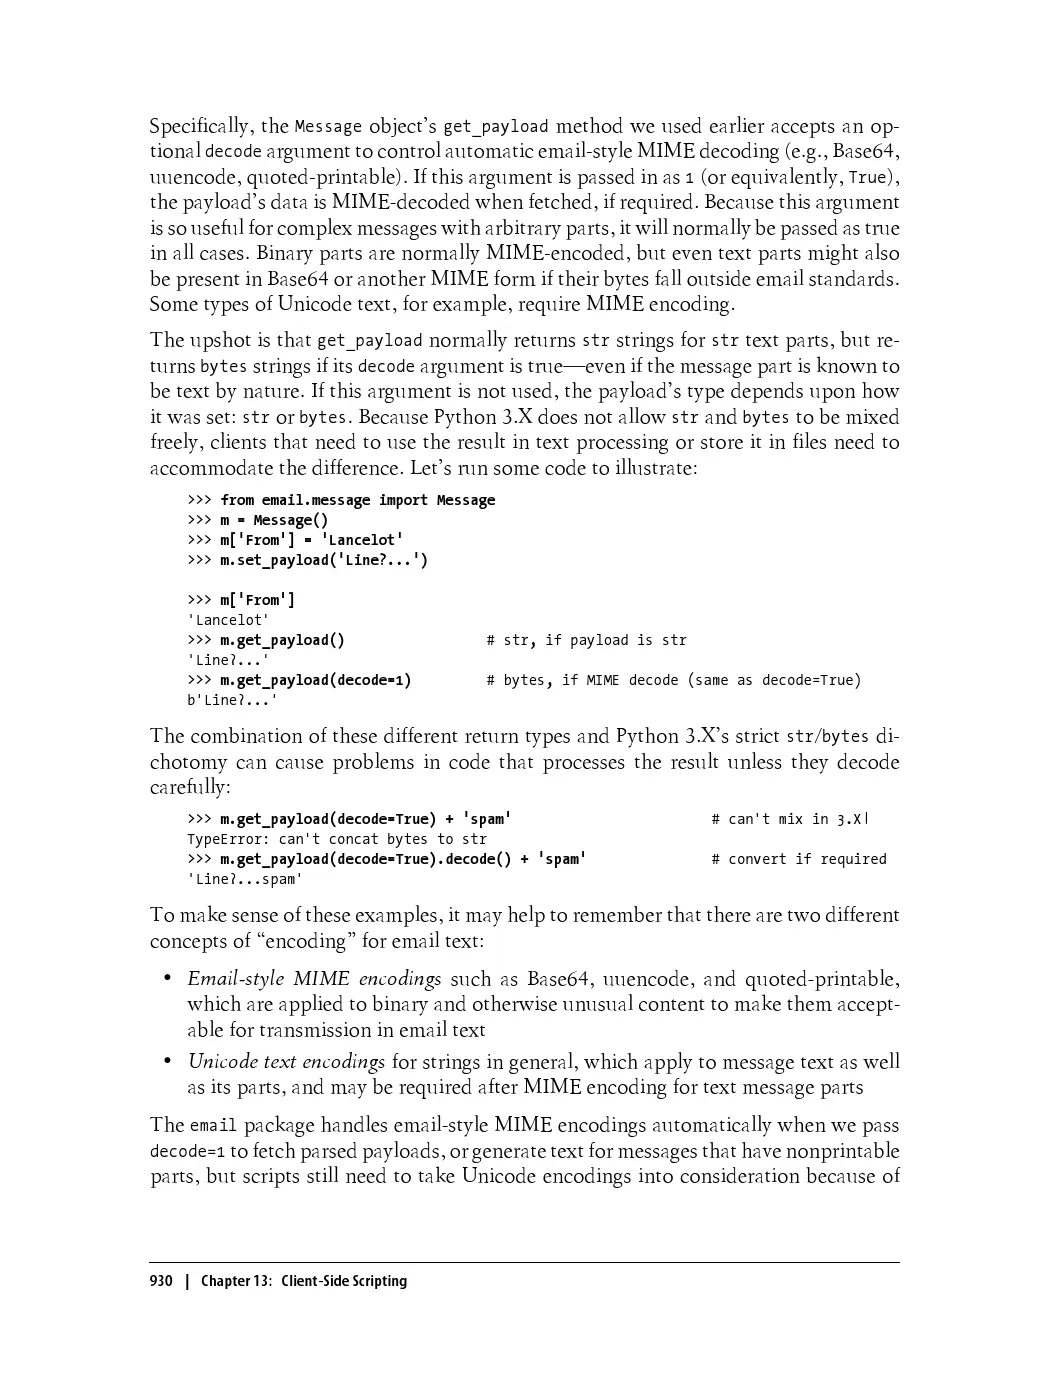 Specifically, the Message object’s get_payload method we used earlier accepts an op-
tional decode argument to control automatic email-style MIME decoding (e.g., Base64,
uuencode, quoted-printable). If this argument is passed in as 1 (or equivalently, True),
the payload’s data is MIME-decoded when fetched, if required. Because this argument
is so useful for complex messages with arbitrary parts, it will normally be passed as true
in all cases. Binary parts are normally MIME-encoded, but even text parts might also
be present in Base64 or another MIME form if their bytes fall outside email standards.
Some types of Unicode text, for example, require MIME encoding.
The upshot is that get_payload normally returns str strings for str text parts, but re-
turns bytes strings if its decode argument is true—even if the message part is known to
be text by nature. If this argument is not used, the payload’s type depends upon how
it was set: str or bytes. Because Python 3.X does not allow str and bytes to be mixed
freely, clients that need to use the result in text processing or store it in files need to
accommodate the difference. Let’s run some code to illustrate:
>>> from email.message import Message
>>> m = Message()
>>> m['From'] = 'Lancelot'
>>> m.set_payload('Line?...')
>>> m['From']
'Lancelot'
>>> m.get_payload() # str, if payload is str
'Line?...'
>>> m.get_payload(decode=1) # bytes, if MIME decode (same as decode=True)
b'Line?...'
The combination of these different return types and Python 3.X’s strict str/bytes di-
chotomy can cause problems in code that processes the result unless they decode
carefully:
>>> m.get_payload(decode=True) + 'spam' # can't mix in 3.X!
TypeError: can't concat bytes to str
>>> m.get_payload(decode=True).decode() + 'spam' # convert if required
'Line?...spam'
To make sense of these examples, it may help to remember that there are two different
concepts of “encoding” for email text:
• Email-style MIME encodings such as Base64, uuencode, and quoted-printable,
which are applied to binary and otherwise unusual content to make them accept-
able for transmission in email text
• Unicode text encodings for strings in general, which apply to message text as well
as its parts, and may be required after MIME encoding for text message parts
The email package handles email-style MIME encodings automatically when we pass
decode=1 to fetch parsed payloads, or generate text for messages that have nonprintable
parts, but scripts still need to take Unicode encodings into consideration because of
930 | Chapter 13: Client-Side Scripting